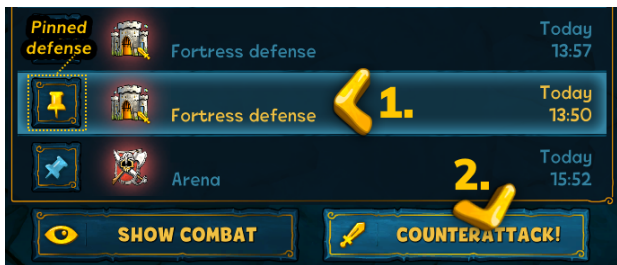 Pinned
defense
Fortress defense
Today
13:57
Fortress defense
1.
Today
13:50
Arena
2.
Today
15:52
SHOW COMBAT
COUNTERATTACK!